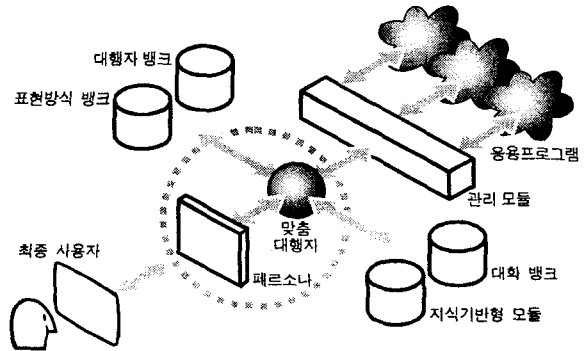 대행자 뱅크
표현방식 뱅크
응용프로그램
관리 모듈
맞춤
대행자
최종 사용자
페르소나
대화 뱅크
지식기반형 모듈